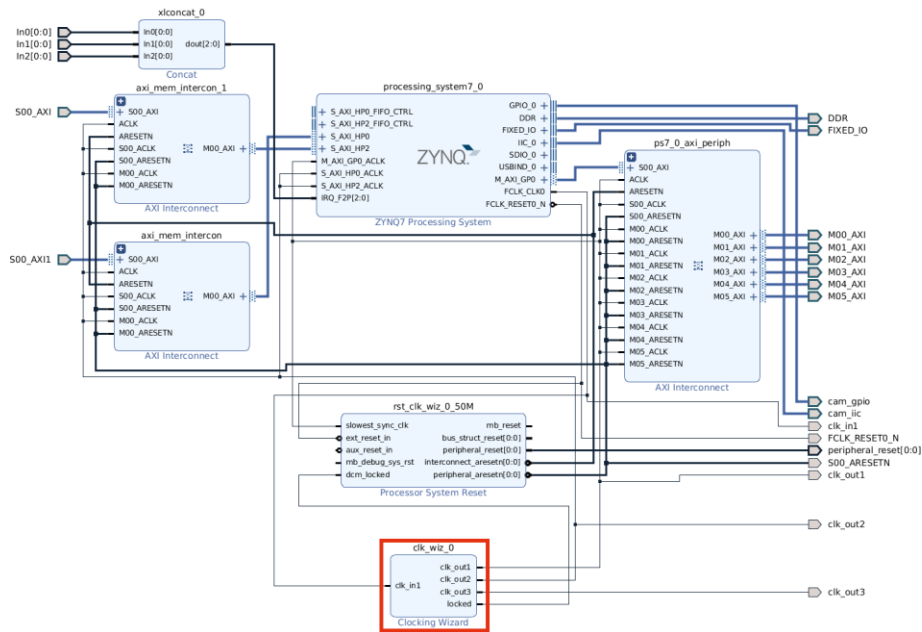 xlconcat_0
In0[0:0]
In1[0:0]
In2[0:0]
In0[0:0]
In1[0:0]
In2[0:0]
dout[2:0]
Concat
axi_mem_intercon_1
S00_AXI
S00_AXI
ACLK
ARESETN
S00_ACLK
S00_ARESETN
M00_ACLK
M00_ARESETN
M00_AXI
AXI Interconnect
axi_mem_intercon
S00_AXI1
S00_AXI
ACLK
ARESETN
S00_ACLK
S00_ARESETN
M00_ACLK
M00_ARESETN
M00_AXI
AXI Interconnect
processing_system7_0
S_AXI_HP0_FIFO_CTRL
S_AXI_HP2_FIFO_CTRL
S_AXI_HP0
S_AXI_HP2
M_AXI_GP0_ACLK
S_AXI_HP0_ACLK
S_AXI_HP2_ACLK
IRQ_F2P[2:0]
ZYNQ
GPIO_0
DDR
FIXED_IO
IIC_0
SDIO_0
USBIND_0
M_AXI_GP0
FCLK_CLK0
FCLK_RESET0_N
ZYNQ7 Processing System
ps7_0_axi_periph
S00_AXI
ACLK
ARESETN
S00_ACLK
S00_ARESETN
M00_ACLK
M00_ARESETN
M01_ACLK
M01_ARESETN
M02_ACLK
M02_ARESETN
M03_ACLK
M03_ARESETN
M04_ACLK
M04_ARESETN
M05_ACLK
M05_ARESETN
M00_AXI
M01_AXI
M02_AXI
M03_AXI
M04_AXI
M05_AXI
AXI Interconnect
DDR
FIXED_IO
M00_AXI
M01_AXI
M02_AXI
M03_AXI
M04_AXI
M05_AXI
rst_clk_wiz_0_50M
slowest_sync_clk
ext_reset_in
aux_reset_in
mb_debug_sys_rst
dcm_locked
mb_reset
bus_struct_reset[0:0]
peripheral_reset[0:0]
interconnect_aresetn[0:0]
peripheral_aresetn[0:0]
Processor System Reset
cam_gpio
cam_iic
clk_in1
FCLK_RESET0_N
peripheral_reset[0:0]
S00_ARESETN
clk_out1
clk_out2
clk_out3
clk_wiz_0
clk_in1
clk_out1
clk_out2
clk_out3
locked
Clocking Wizard